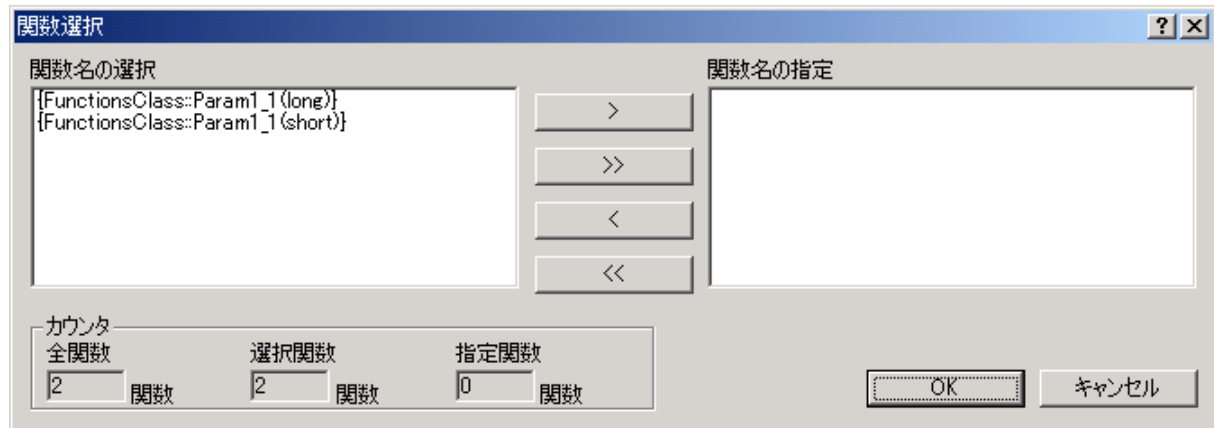 関数選択
関数名の選択
関数名の指定
{FunctionsClass::Param1_1(long)}
{FunctionsClass::Param1_1(short)}
>
>>
<
<<
カウンタ
全関数
選択関数
指定関数
2 関数
2 関数
0 関数
OK
キャンセル